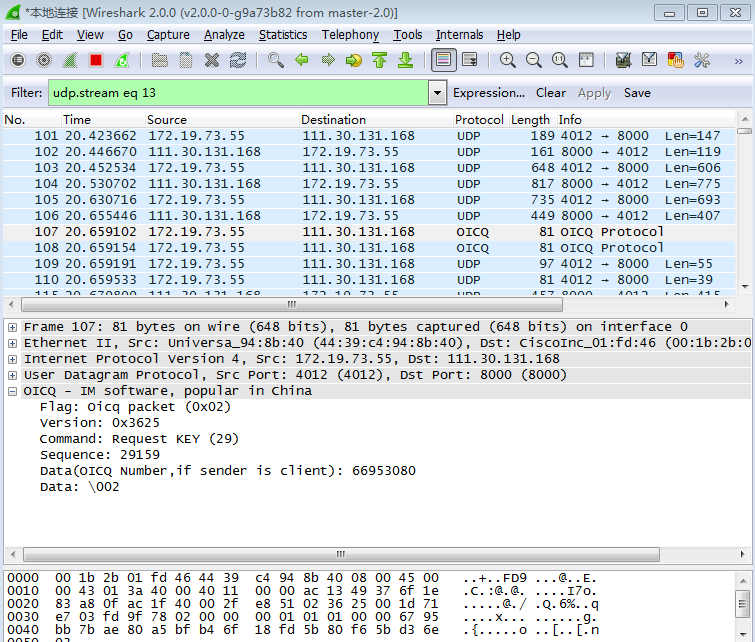 *本地连接 [Wireshark 2.0.0 (v2.0.0-0-g9a73b82 from master-2.0)]
File Edit View Go Capture Analyze Statistics Telephony Tools Internals Help
Filter: udp.stream eq 13 Expression... Clear Apply Save
No. Time Source Destination Protocol Length Info
101 20.423662 172.19.73.55 111.30.131.168 UDP 189 4012 → 8000 Len=147
102 20.446670 111.30.131.168 172.19.73.55 UDP 161 8000 → 4012 Len=119
103 20.452534 172.19.73.55 111.30.131.168 UDP 648 4012 → 8000 Len=606
104 20.530702 111.30.131.168 172.19.73.55 UDP 817 8000 → 4012 Len=775
105 20.630716 172.19.73.55 111.30.131.168 UDP 735 4012 → 8000 Len=693
106 20.655446 111.30.131.168 172.19.73.55 UDP 449 8000 → 4012 Len=407
107 20.659102 172.19.73.55 111.30.131.168 OICQ 81 OICQ Protocol
108 20.659154 172.19.73.55 111.30.131.168 OICQ 81 OICQ Protocol
109 20.659191 172.19.73.55 111.30.131.168 UDP 97 4012 → 8000 Len=55
110 20.659533 172.19.73.55 111.30.131.168 UDP 81 4012 → 8000 Len=39
Frame 107: 81 bytes on wire (648 bits), 81 bytes captured (648 bits) on interface 0
Ethernet II, Src: Universa_94:8b:40 (44:39:c4:94:8b:40), Dst: CiscoInc_01:fd:46 (00:1b:2b:0
Internet Protocol Version 4, Src: 172.19.73.55, Dst: 111.30.131.168
User Datagram Protocol, Src Port: 4012 (4012), Dst Port: 8000 (8000)
OICQ - IM software, popular in China
Flag: Oicq packet (0x02)
Version: 0x3625
Command: Request KEY (29)
Sequence: 29159
Data(OICQ Number,if sender is client): 66953080
Data: \002
0000 00 1b 2b 01 fd 46 44 39 c4 94 8b 40 08 00 45 00 ..+..FD9 ...@..E.
0010 00 43 01 3a 40 00 40 11 00 00 ac 13 49 37 6f 1e .C.:@.@. ....I7o.
0020 83 a8 0f ac 1f 40 00 2f e8 51 02 36 25 00 1d 71 .....@./ .Q.6%..q
0030 e7 03 fd 9f 78 02 00 00 00 01 01 01 00 00 67 95 ....x... ......g.
0040 bb 7b ae 80 a5 bf b4 6f 18 fd 5b 80 f6 5b d3 6e .{.....o ..[..[.n